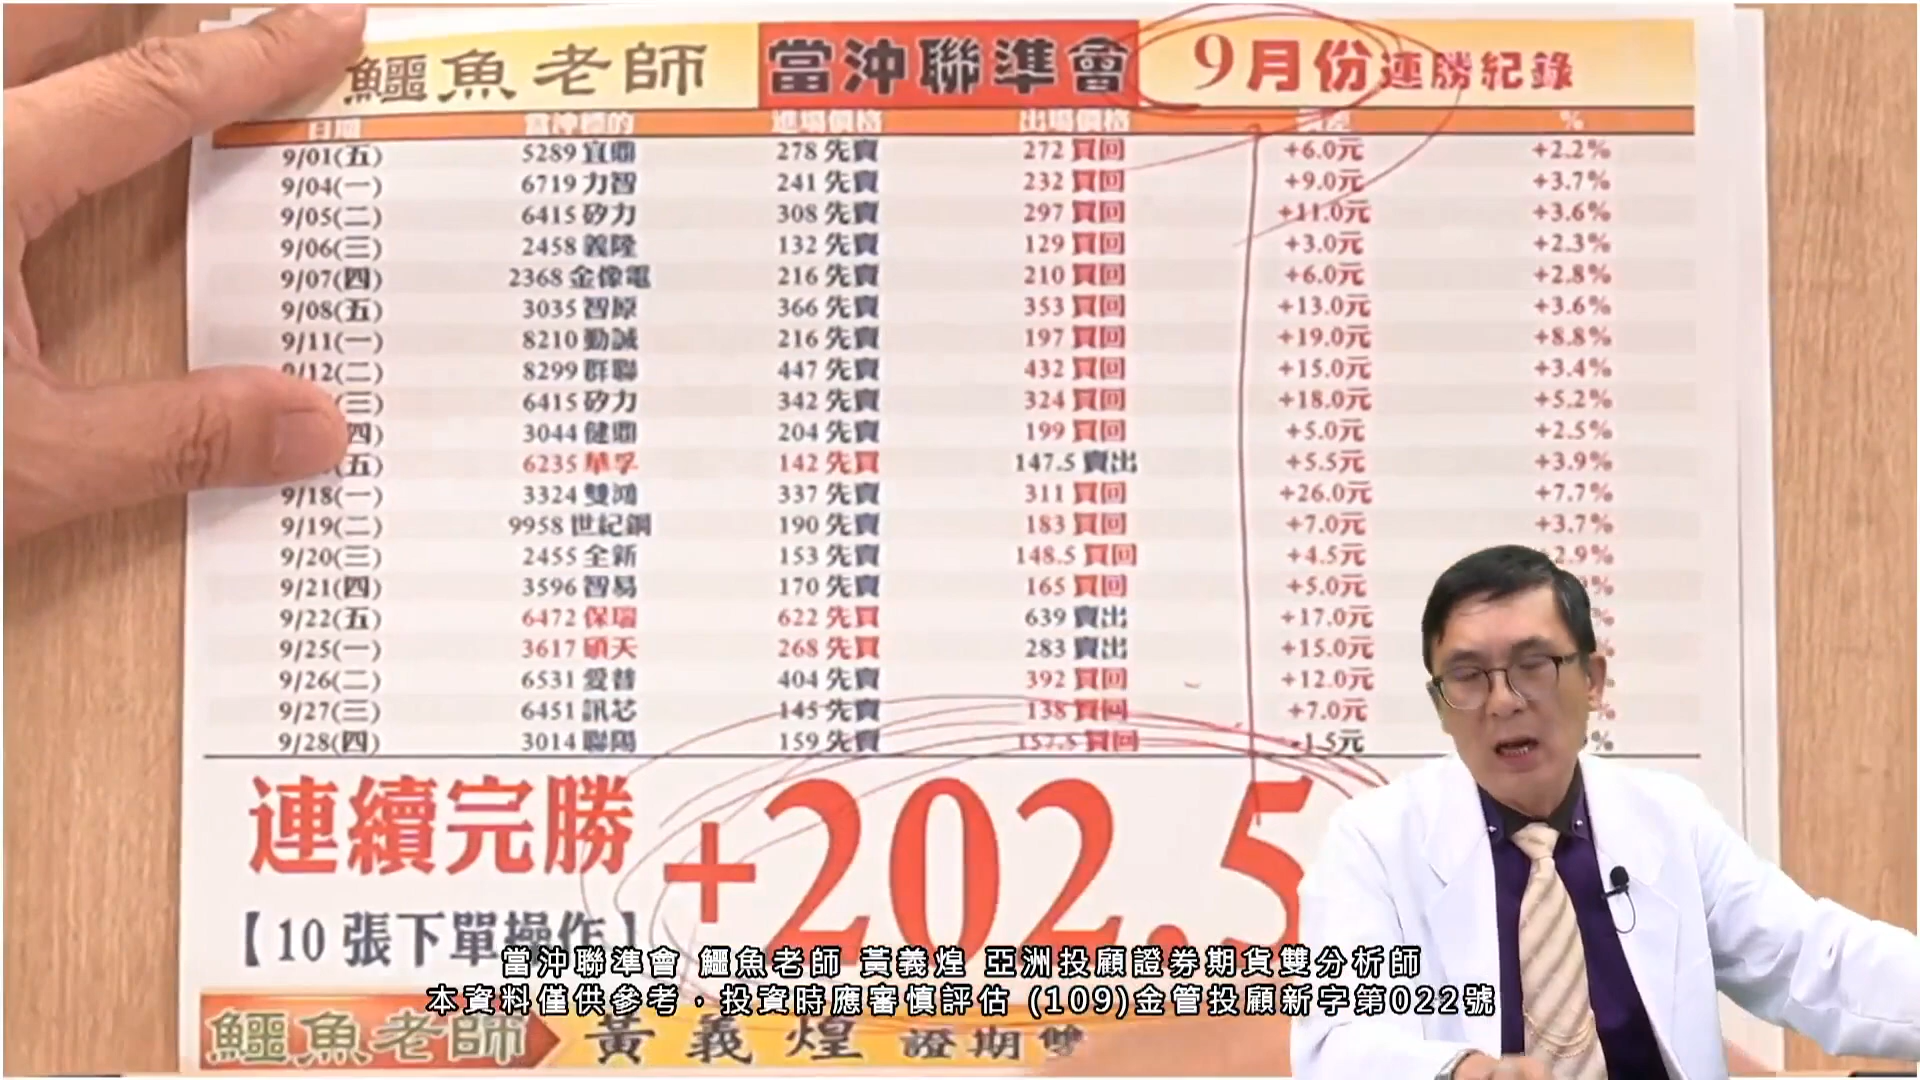 鱷魚老師 當沖聯準會 9月份連勝紀錄
日期 當沖標的 進場價格 出場價格 價差 %
9/01(五) 5289 宜鼎 278 先賣 272 買回 +6.0元 +2.2%
9/04(一) 6719 力智 241 先賣 232 買回 +9.0元 +3.7%
9/05(二) 6415 矽力 308 先賣 297 買回 +11.0元 +3.6%
9/06(三) 2458 義隆 132 先賣 129 買回 +3.0元 +2.3%
9/07(四) 2368 金像電 216 先賣 210 買回 +6.0元 +2.8%
9/08(五) 3035 智原 366 先賣 353 買回 +13.0元 +3.6%
9/11(一) 8210 勤誠 216 先賣 197 買回 +19.0元 +8.8%
9/12(二) 8299 群聯 447 先賣 432 買回 +15.0元 +3.4%
(三) 6415 矽力 342 先賣 324 買回 +18.0元 +5.2%
四) 3044 健鼎 204 先賣 199 買回 +5.0元 +2.5%
(五) 6235 華孚 142 先買 147.5 賣出 +5.5元 +3.9%
9/18(一) 3324 雙鴻 337 先賣 311 買回 +26.0元 +7.7%
9/19(二) 9958 世紀鋼 190 先賣 183 買回 +7.0元 +3.7%
9/20(三) 2455 全新 153 先賣 148.5 買回 +4.5元 2.9%
9/21(四) 3596 智易 170 先賣 165 買回 +5.0元 %
9/22(五) 6472 保瑞 622 先買 639 賣出 +17.0元 %
9/25(一) 3617 碩天 268 先買 283 賣出 +15.0元 %
9/26(二) 6531 愛普 404 先賣 392 買回 +12.0元 %
9/27(三) 6451 訊芯 145 先賣 138 買回 +7.0元 %
9/28(四) 3014 聯陽 159 先賣 157.5 買回 +1.5元 %
連續完勝 +202.5
【10 張下單操作】
當沖聯準會 鱷魚老師 黃義煌 亞洲投顧證券期貨雙分析師
本資料僅供參考，投資時應審慎評估 (109)金管投顧新字第022號
鱷魚老師 黃義煌 證期雙